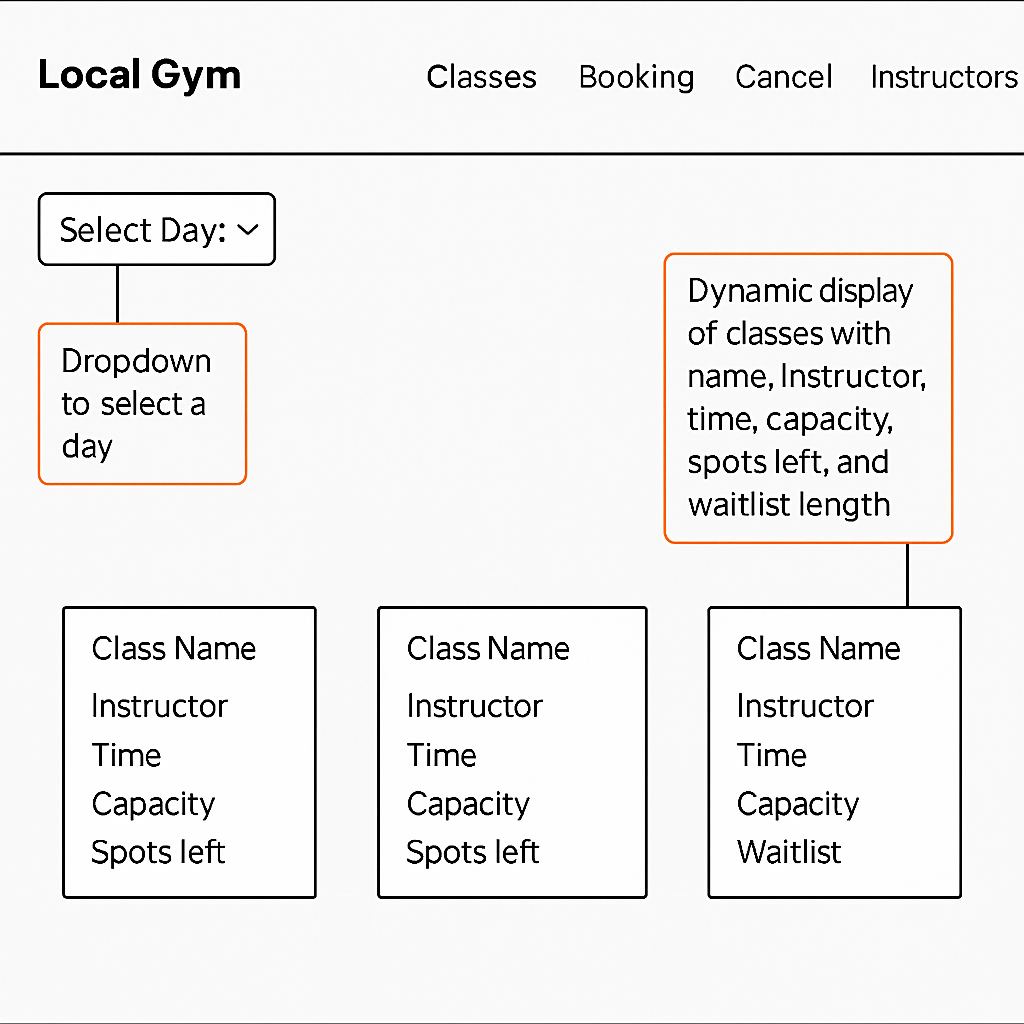 Local Gym
Classes Booking Cancel Instructors
Select Day:
Dropdown
to select a
day
Dynamic display
of classes with
name, Instructor,
time, capacity,
spots left, and
waitlist length
Class Name
Instructor
Time
Capacity
Spots left
Class Name
Instructor
Time
Capacity
Spots left
Class Name
Instructor
Time
Capacity
Waitlist